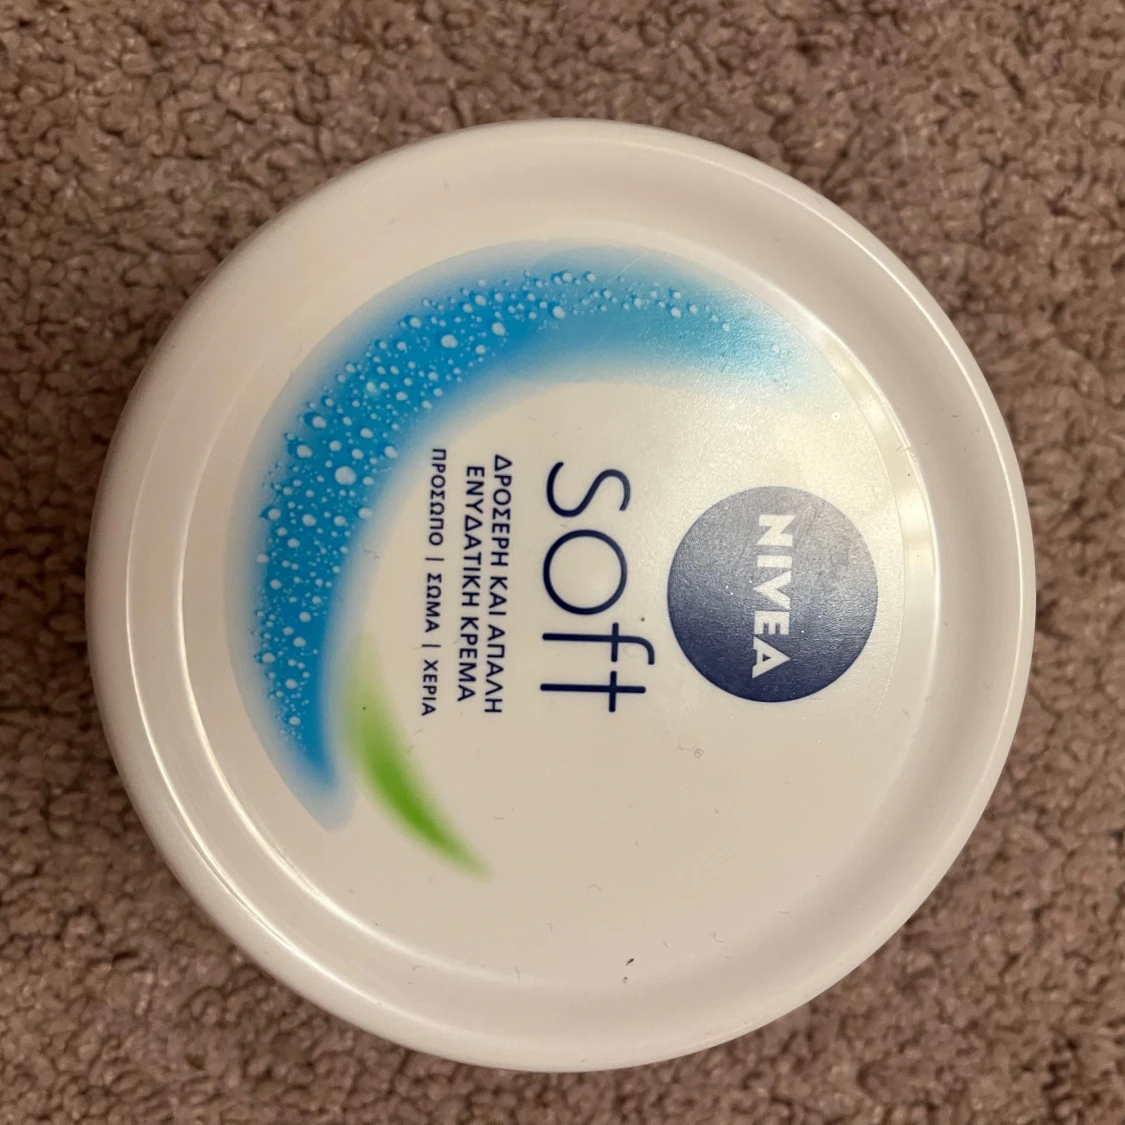 NIVEA
soft
ΔΡΟΣΕΡΗ ΚΑΙ ΑΠΑΛΗ
ΕΝΥΔΑΤΙΚΗ ΚΡΕΜΑ
ΠΡΟΣΩΠΟ | ΣΩΜΑ | ΧΕΡΙΑ